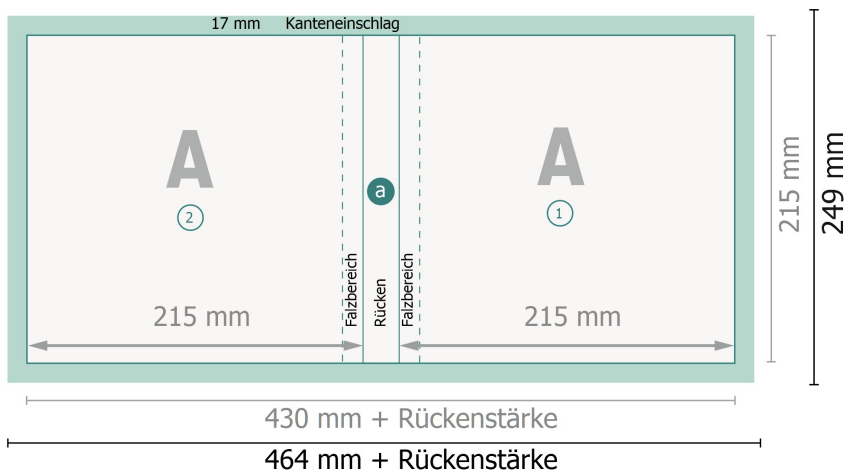 17 mm Kanteneinschlag
A A
a
2 1
215 mm
249 mm
Falzbereich
Rücken
Falzbereich
215 mm 215 mm
430 mm + Rückenstärke
464 mm + Rückenstärke